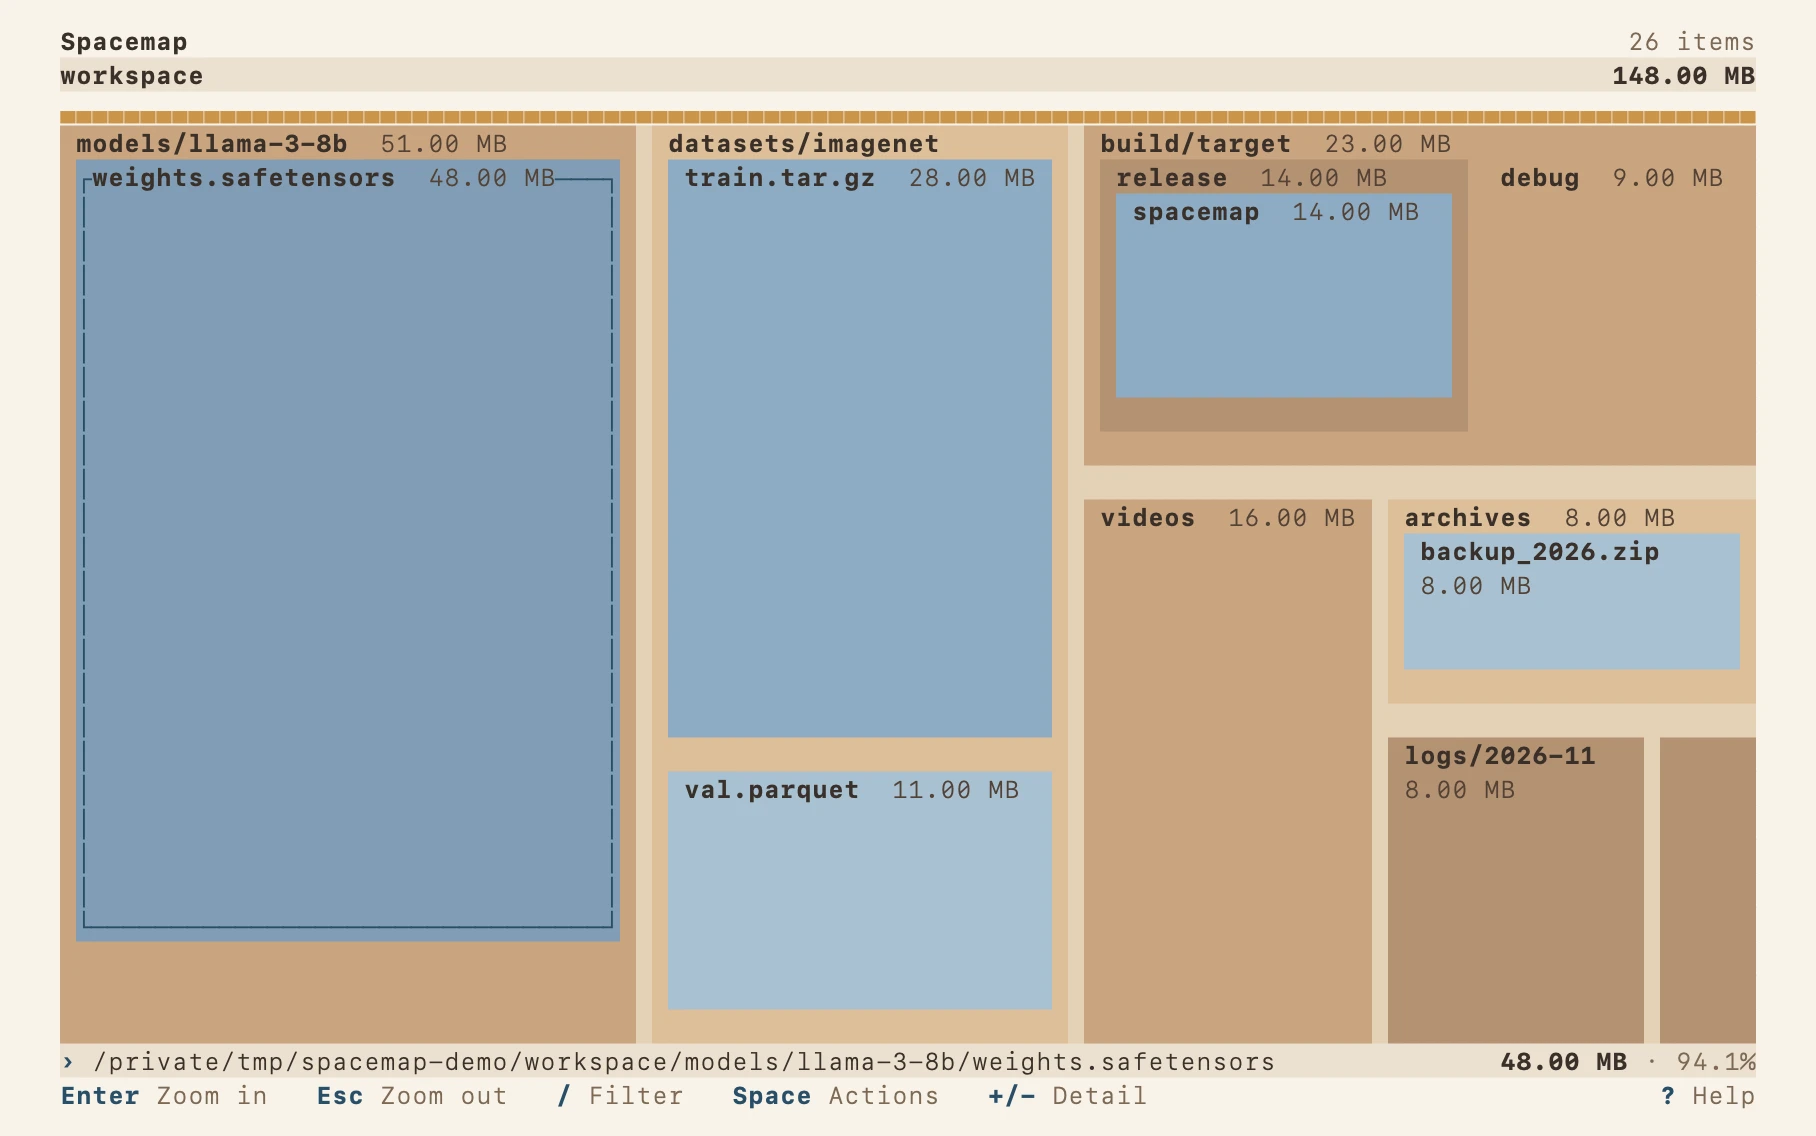 Spacemap 26 items
workspace 148.00 MB
models/llama-3-8b 51.00 MB
weights.safetensors 48.00 MB
datasets/imagenet
train.tar.gz 28.00 MB
val.parquet 11.00 MB
build/target 23.00 MB
release 14.00 MB
spacemap 14.00 MB
debug 9.00 MB
videos 16.00 MB
archives 8.00 MB
backup_2026.zip
8.00 MB
logs/2026-11
8.00 MB
› /private/tmp/spacemap-demo/workspace/models/llama-3-8b/weights.safetensors 48.00 MB · 94.1%
Enter Zoom in Esc Zoom out / Filter Space Actions +/- Detail ? Help